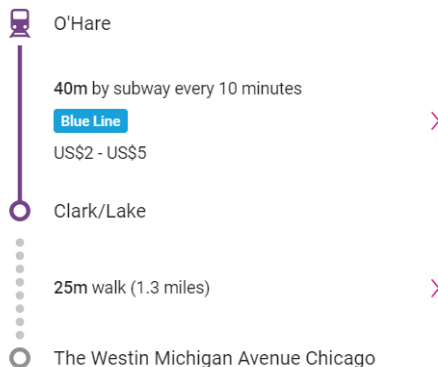 O'Hare
40m by subway every 10 minutes
Blue Line
US$2 - US$5
Clark/Lake
25m walk (1.3 miles)
The Westin Michigan Avenue Chicago